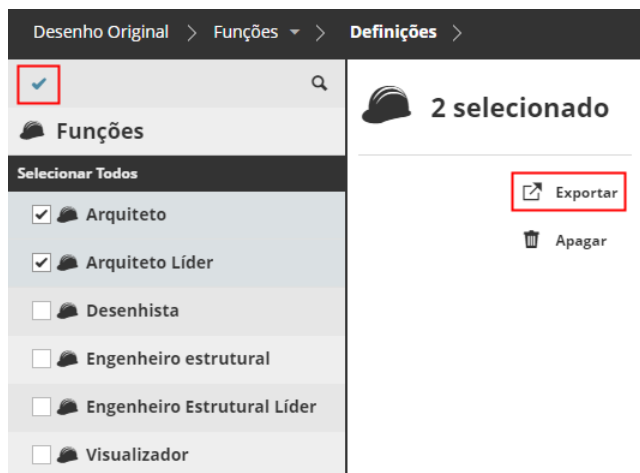 Desenho Original > Funções > Definições >
Funções
Selecionar Todos
Arquiteto
Arquiteto Líder
Desenhista
Engenheiro estrutural
Engenheiro Estrutural Líder
Visualizador
2 selecionado
Exportar
Apagar